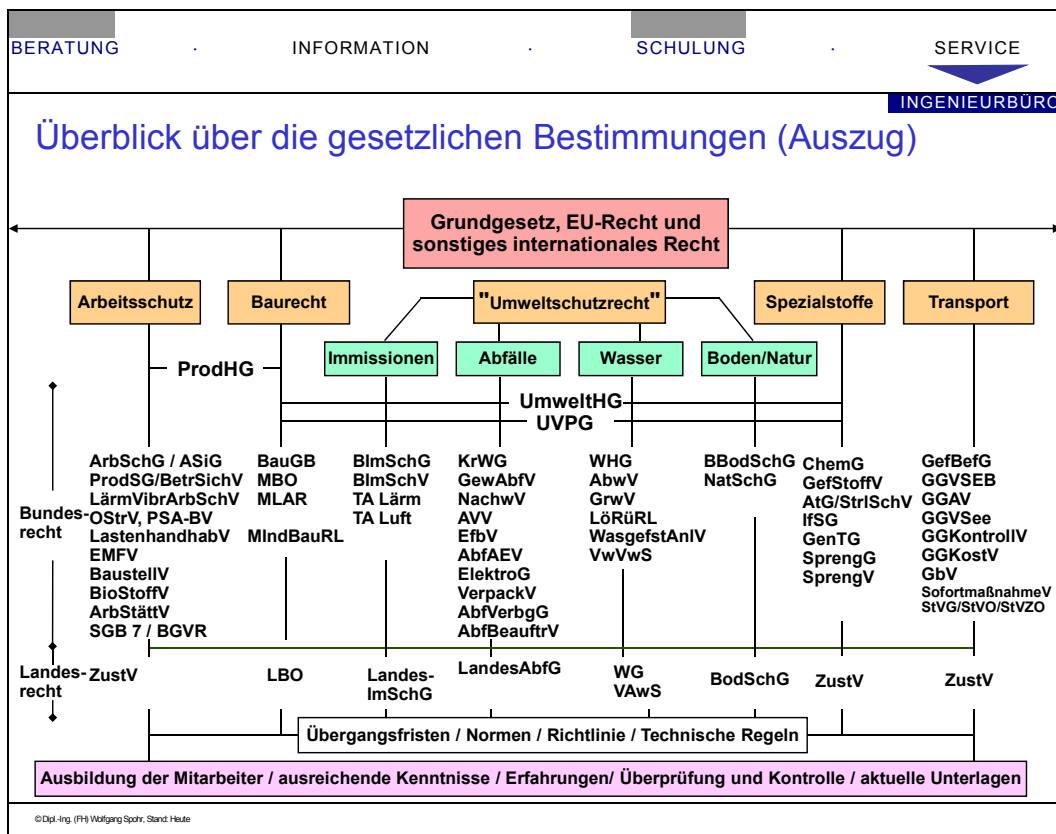 BERATUNG · INFORMATION · SCHULUNG · SERVICE
INGENIEURBÜRO
Überblick über die gesetzlichen Bestimmungen (Auszug)
Grundgesetz, EU-Recht und
sonstiges internationales Recht
Arbeitsschutz
Baurecht
"Umweltschutzrecht"
Spezialstoffe
Transport
Immissionen
Abfälle
Wasser
Boden/Natur
ProdHG
UmweltHG
UVPG
Bundes-
recht
ArbSchG / ASiG
ProdSG/BetrSichV
LärmVibrArbSchV
OStrV, PSA-BV
LastenhandhabV
EMFV
BaustellV
BioStoffV
ArbStättV
SGB 7 / BGVR
BauGB
MBO
MLAR
MIndBauRL
BImSchG
BImSchV
TA Lärm
TA Luft
KrWG
GewAbfV
NachwV
AVV
EfbV
AbfAEV
ElektroG
VerpackV
AbfVerbgG
AbfBeauftrV
WHG
AbwV
GrwV
LöRüRL
WasgefstAnlV
VwVwS
BBodSchG
NatSchG
ChemG
GefStoffV
AtG/StrlSchV
IfSG
GenTG
SprengG
SprengV
GefBefG
GGVSEB
GGAV
GGVSee
GGKontrollV
GGKostV
GbV
SofortmaßnahmeV
StVG/StVO/StVZO
Landes-
recht
ZustV
LBO
Landes-
ImSchG
LandesAbfG
WG
VAwS
BodSchG
ZustV
ZustV
Übergangsfristen / Normen / Richtlinie / Technische Regeln
Ausbildung der Mitarbeiter / ausreichende Kenntnisse / Erfahrungen/ Überprüfung und Kontrolle / aktuelle Unterlagen
© Dipl.-Ing. (FH) Wolfgang Spohr, Stand: Heute